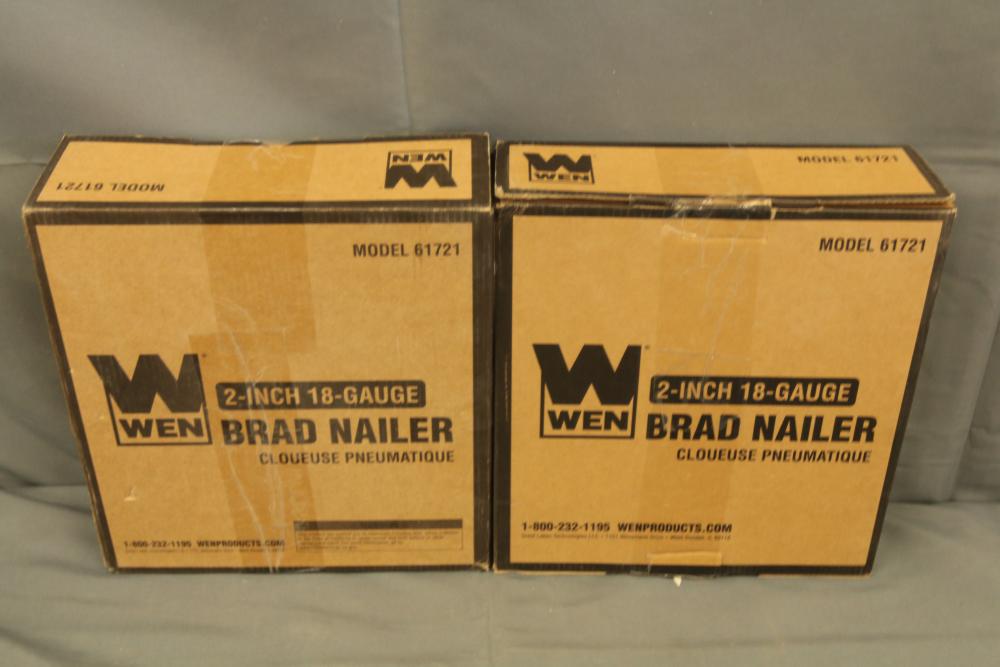 MODEL 61721
WEN
MODEL 61721
WEN
2-INCH 18-GAUGE
BRAD NAILER
CLOUEUSE PNEUMATIQUE
1-800-232-1195 WENPRODUCTS.COM
WEN
MODEL 61721
MODEL 61721
WEN
2-INCH 18-GAUGE
BRAD NAILER
CLOUEUSE PNEUMATIQUE
1-800-232-1195 WENPRODUCTS.COM